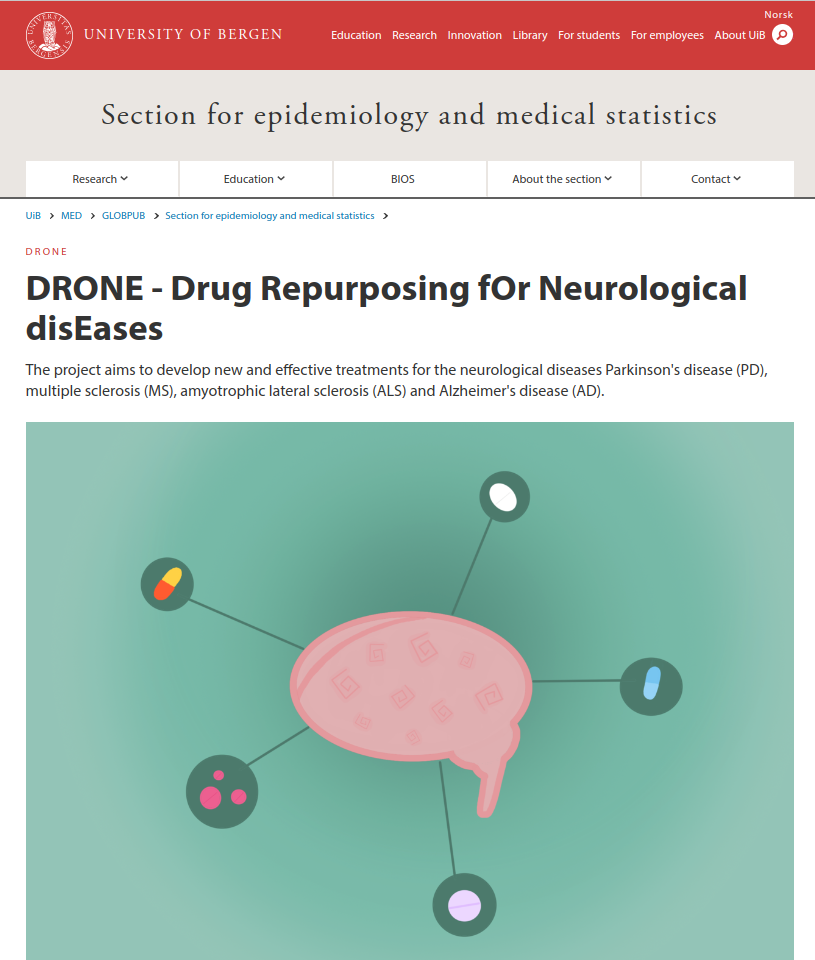 Norsk
UNIVERSITY OF BERGEN
Education Research Innovation Library For students For employees About UiB
Section for epidemiology and medical statistics
Research Education BIOS About the section Contact
UiB > MED > GLOBPUB > Section for epidemiology and medical statistics >
DRONE
DRONE - Drug Repurposing fOr Neurological
disEases
The project aims to develop new and effective treatments for the neurological diseases Parkinson's disease (PD),
multiple sclerosis (MS), amyotrophic lateral sclerosis (ALS) and Alzheimer's disease (AD).